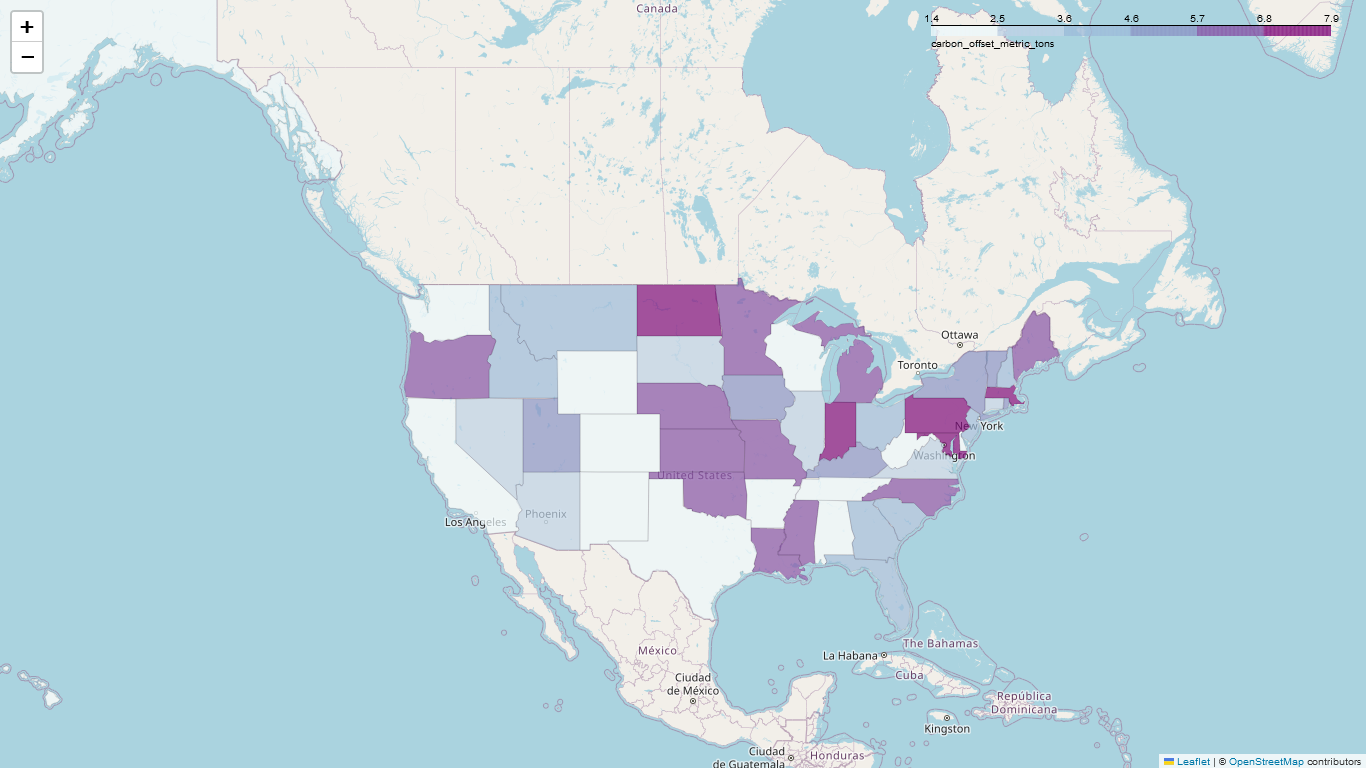 +
−
Canada
1.4 2.5 3.6 4.6 5.7 6.8 7.9
carbon_offset_metric_tons
Ottawa
Toronto
New York
Washington
United States
Phoenix
Los Angeles
México
Ciudad
de México
La Habana
The Bahamas
Cuba
República
Dominicana
Kingston
Ciudad
de Guatemala
Honduras
Leaflet | © OpenStreetMap contributors